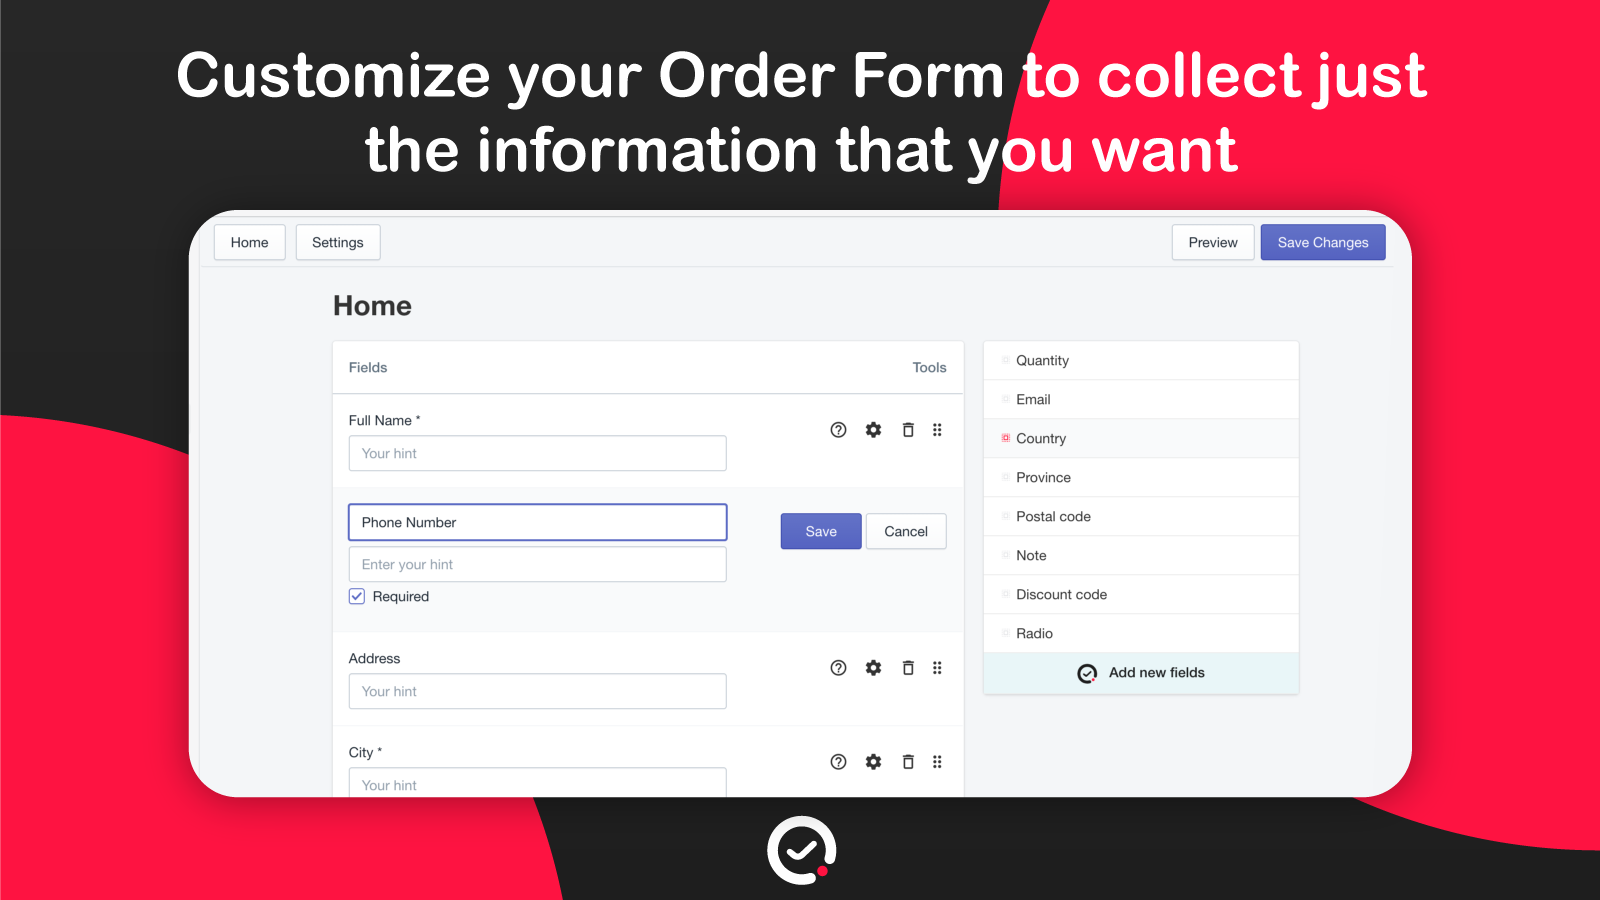 Customize your Order Form to collect just
the information that you want
Home
Settings
Preview
Save Changes
Home
Fields
Tools
Full Name *
Your hint
Phone Number
Enter your hint
Required
Save
Cancel
Address
Your hint
City *
Your hint
Quantity
Email
Country
Province
Postal code
Note
Discount code
Radio
Add new fields